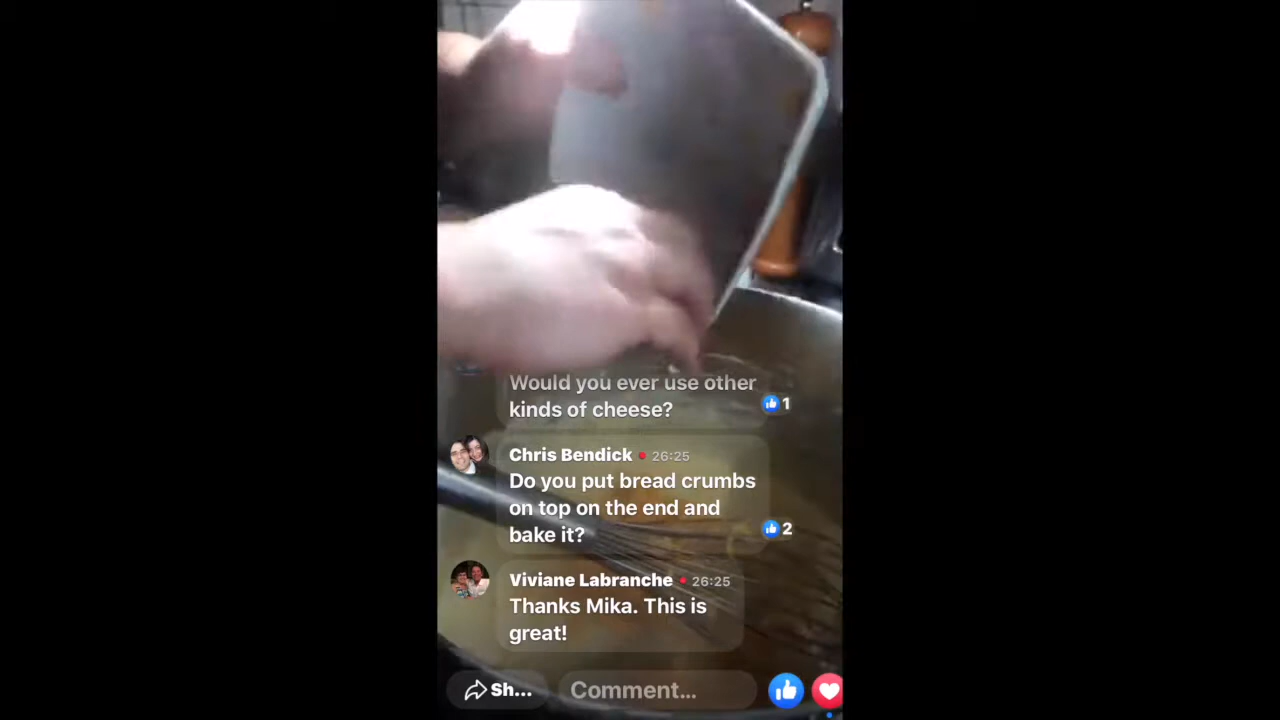 Would you ever use other
kinds of cheese?
1
Chris Bendick • 26:25
Do you put bread crumbs
on top on the end and
bake it?
2
Viviane Labranche • 26:25
Thanks Mika. This is
great!
Sh... Comment...